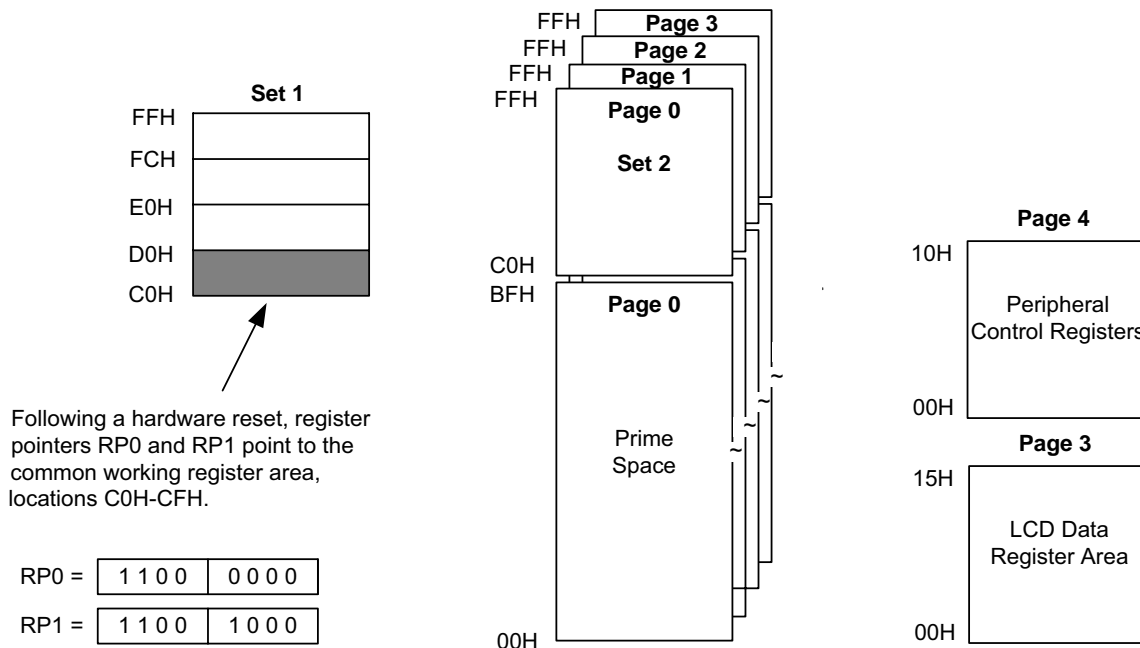 Set 1
FFH
FCH
E0H
D0H
C0H
Following a hardware reset, register
pointers RP0 and RP1 point to the
common working register area,
locations C0H-CFH.
RP0 = 1 1 0 0 0 0 0 0
RP1 = 1 1 0 0 1 0 0 0
FFH Page 3
FFH Page 2
FFH Page 1
FFH Page 0
Set 2
C0H
BFH Page 0
~
~
~
~
Prime
Space
00H
Page 4
10H
Peripheral
Control Registers
00H
Page 3
15H
LCD Data
Register Area
00H